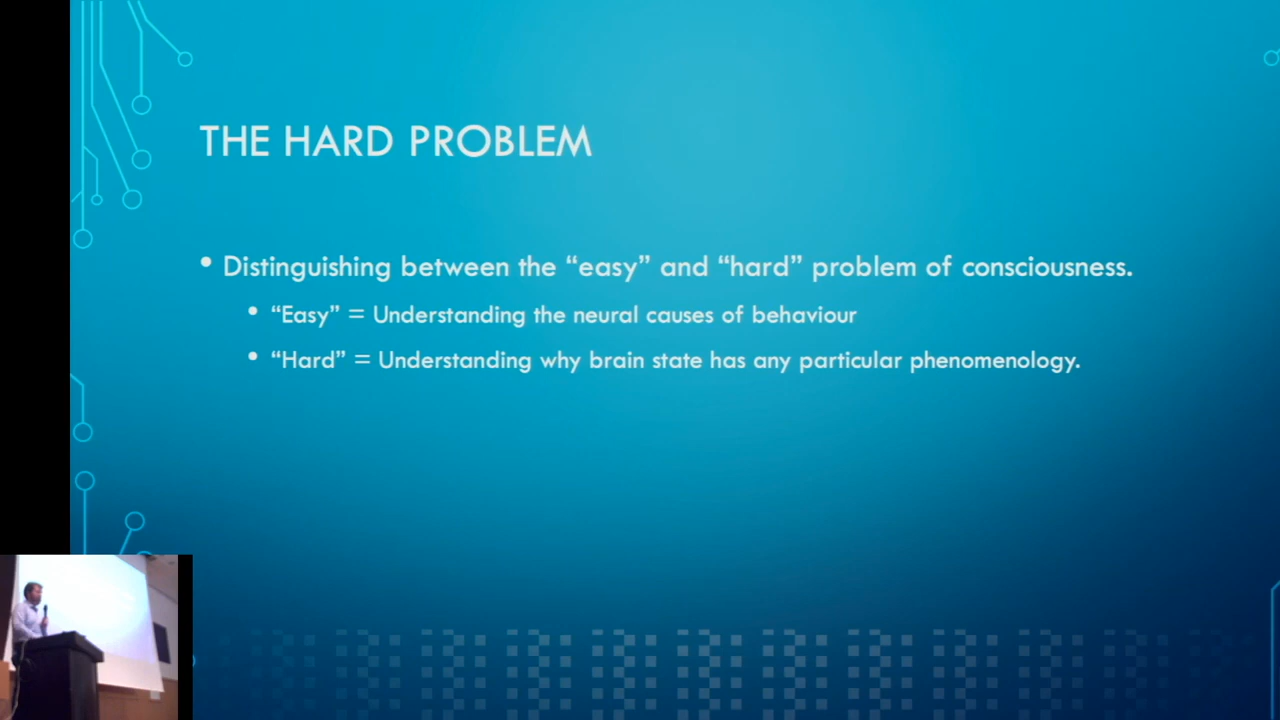 THE HARD PROBLEM
• Distinguishing between the “easy” and “hard” problem of consciousness.
• “Easy” = Understanding the neural causes of behaviour
• “Hard” = Understanding why brain state has any particular phenomenology.